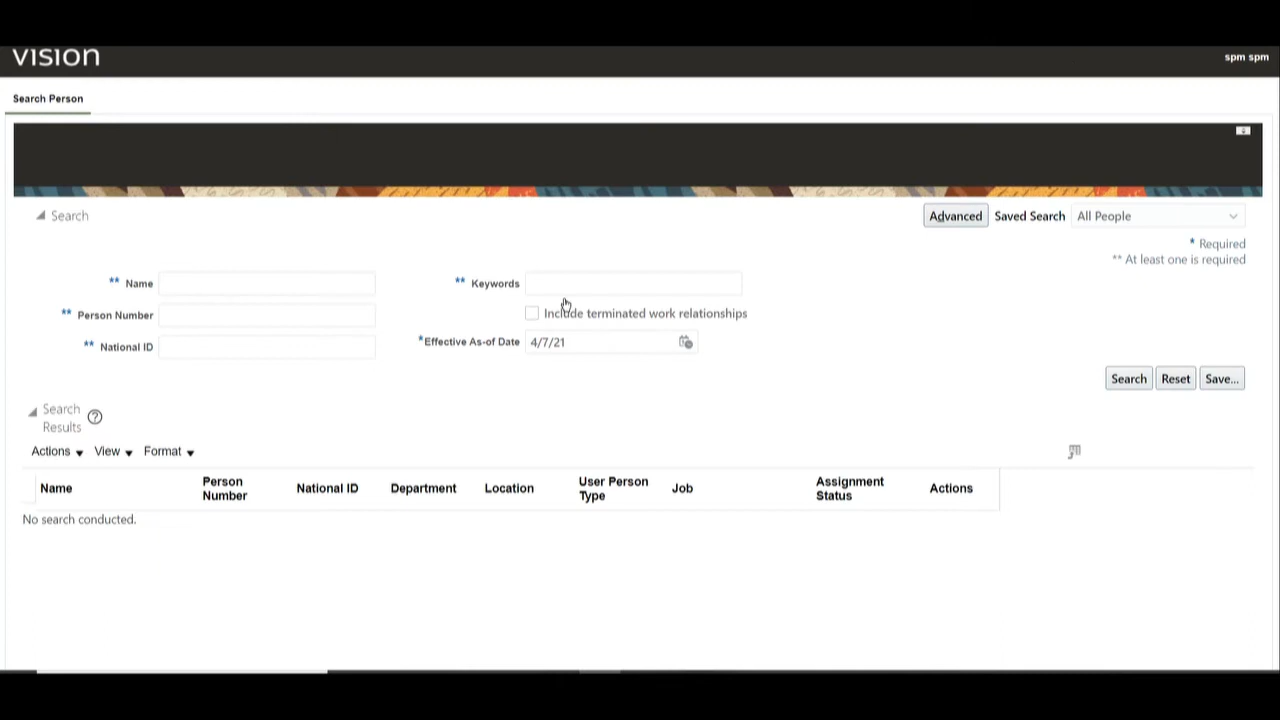 vision
spm spm
Search Person
Search
Advanced Saved Search All People
* Required
** At least one is required
** Name
** Keywords
** Person Number
Include terminated work relationships
** National ID
*Effective As-of Date 4/7/21
Search Reset Save...
Search
Results
Actions View Format
Name Person Number National ID Department Location User Person Type Job Assignment Status Actions
No search conducted.